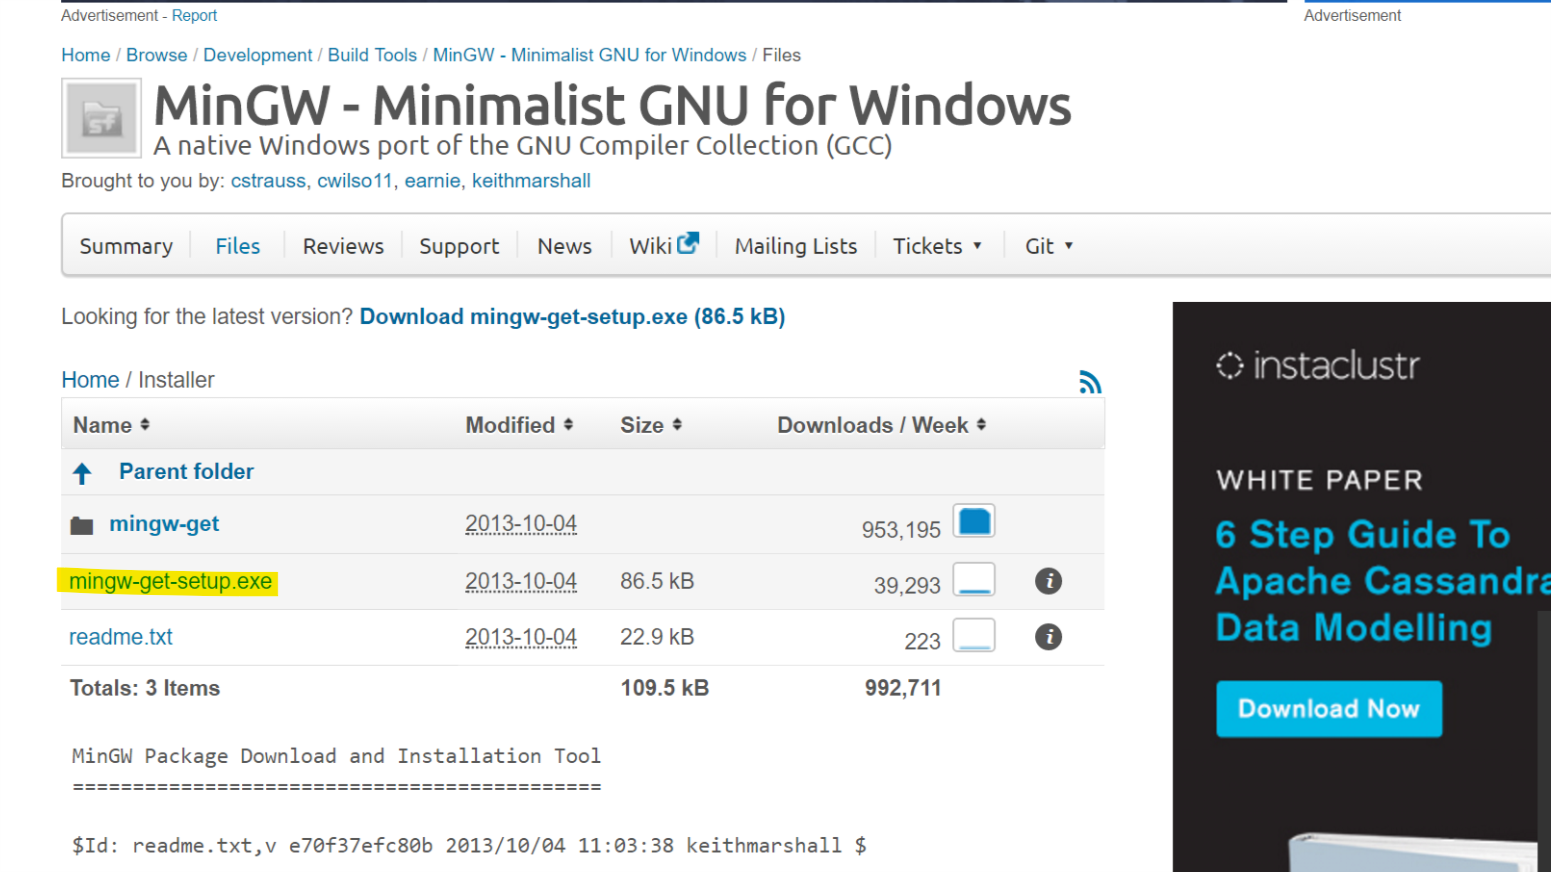 Advertisement - Report
Advertisement
Home / Browse / Development / Build Tools / MinGW - Minimalist GNU for Windows / Files
sf
MinGW - Minimalist GNU for Windows
A native Windows port of the GNU Compiler Collection (GCC)
Brought to you by: cstrauss, cwilso11, earnie, keithmarshall
Summary Files Reviews Support News Wiki Mailing Lists Tickets ▼ Git ▼
Looking for the latest version? Download mingw-get-setup.exe (86.5 kB)
Home / Installer
Name Modified Size Downloads / Week
Parent folder
mingw-get 2013-10-04 953,195
mingw-get-setup.exe 2013-10-04 86.5 kB 39,293 i
readme.txt 2013-10-04 22.9 kB 223 i
Totals: 3 Items 109.5 kB 992,711
MinGW Package Download and Installation Tool
============================================
$Id: readme.txt,v e70f37efc80b 2013/10/04 11:03:38 keithmarshall $
instaclustr
WHITE PAPER
6 Step Guide To
Apache Cassandra
Data Modelling
Download Now